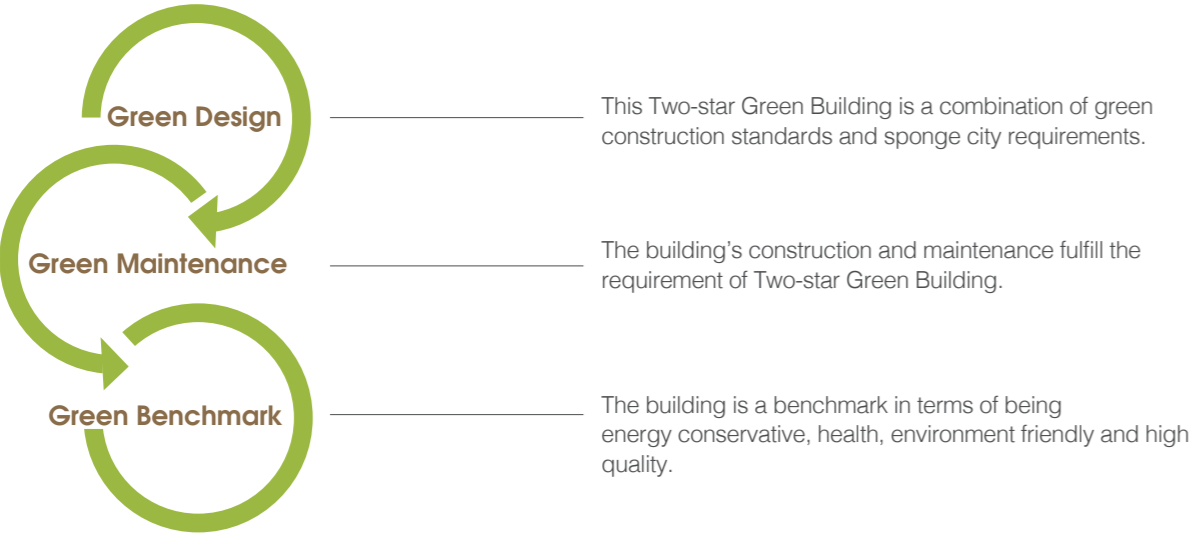 Green Design
This Two-star Green Building is a combination of green
construction standards and sponge city requirements.
Green Maintenance
The building’s construction and maintenance fulfill the
requirement of Two-star Green Building.
Green Benchmark
The building is a benchmark in terms of being
energy conservative, health, environment friendly and high
quality.